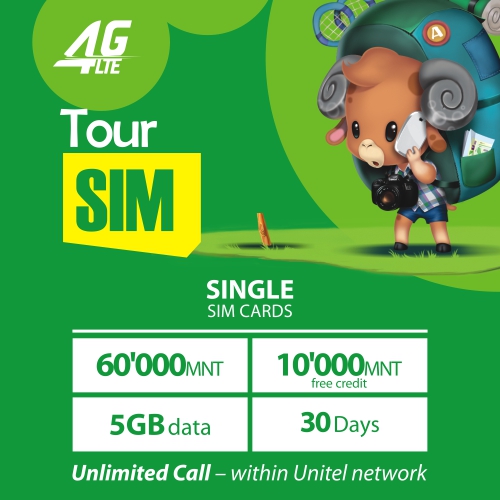 4G
LTE
A
Tour
SIM
SINGLE
SIM CARDS
60'000MNT
10'000MNT
free credit
5GB data
30 Days
Unlimited Call – within Unitel network